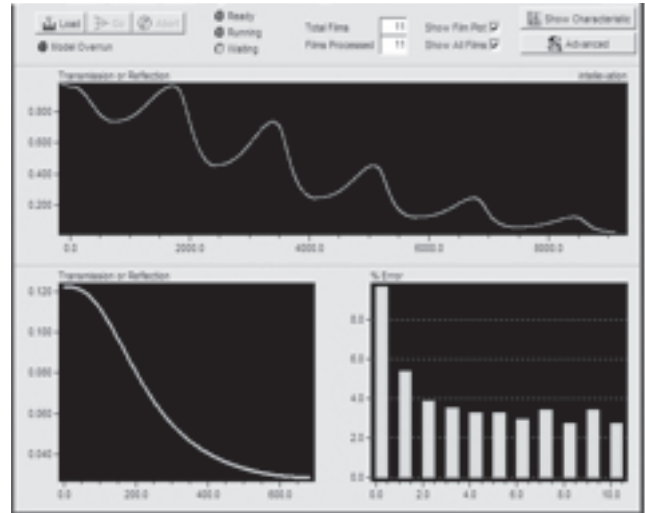 Load Go Abort
Ready
Running
Waiting
Model Overrun
Total Films 11
Films Processed 11
Show Film Plot
Show All Films
Show Characteristic
Advanced
Transmission or Reflection
0.800
0.600
0.400
0.200
0.0 2000.0 4000.0 6000.0 8000.0
Transmission or Reflection
0.120
0.100
0.080
0.060
0.040
0.0 200.0 400.0 600.0
% Error
8.0
6.0
4.0
2.0
0.0
0.0 2.0 4.0 6.0 8.0 10.0